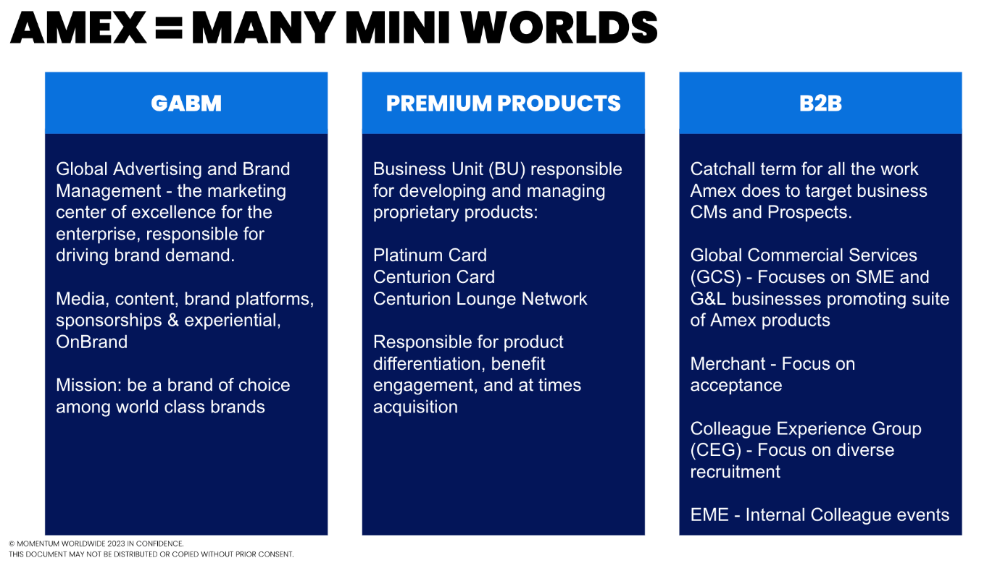 AMEX = MANY MINI WORLDS
GABM
Global Advertising and Brand
Management - the marketing
center of excellence for the
enterprise, responsible for
driving brand demand.
Media, content, brand platforms,
sponsorships & experiential,
OnBrand
Mission: be a brand of choice
among world class brands
PREMIUM PRODUCTS
Business Unit (BU) responsible
for developing and managing
proprietary products:
Platinum Card
Centurion Card
Centurion Lounge Network
Responsible for product
differentiation, benefit
engagement, and at times
acquisition
B2B
Catchall term for all the work
Amex does to target business
CMs and Prospects.
Global Commercial Services
(GCS) - Focuses on SME and
G&L businesses promoting suite
of Amex products
Merchant - Focus on
acceptance
Colleague Experience Group
(CEG) - Focus on diverse
recruitment
EME - Internal Colleague events
© MOMENTUM WORLDWIDE 2023 IN CONFIDENCE.
THIS DOCUMENT MAY NOT BE DISTRIBUTED OR COPIED WITHOUT PRIOR CONSENT.